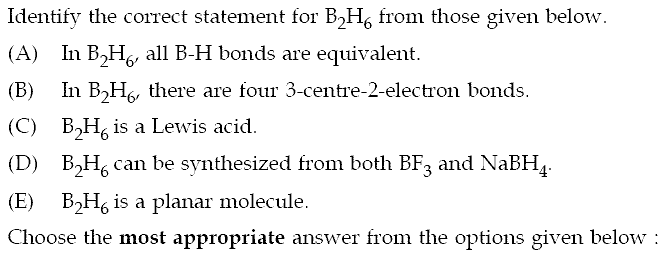 Identify the correct statement for B₂H₆ from those given below.
(A) In B₂H₆, all B-H bonds are equivalent.
(B) In B₂H₆, there are four 3-centre-2-electron bonds.
(C) B₂H₆ is a Lewis acid.
(D) B₂H₆ can be synthesized from both BF₃ and NaBH₄.
(E) B₂H₆ is a planar molecule.
Choose the most appropriate answer from the options given below :